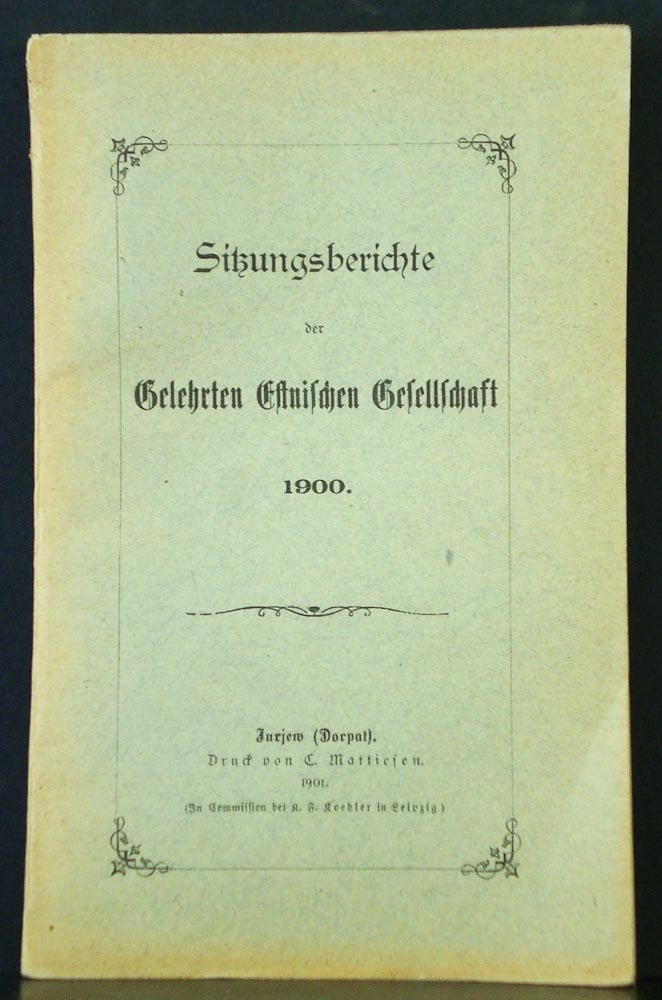 Sitzungsberichte
der
Gelehrten Estnischen Gesellschaft
1900.
Jurjew (Dorpat).
Druck von C. Mattiesen.
1901.
(In Commission bei K. F. Koehler in Leipzig)